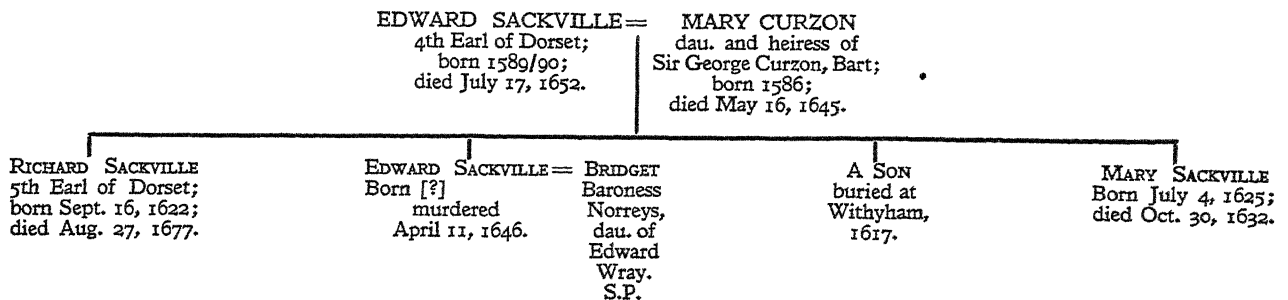 EDWARD SACKVILLE=
4th Earl of Dorset;
born 1589/90;
died July 17, 1652.
MARY CURZON
dau. and heiress of
Sir George Curzon, Bart;
born 1586;
died May 16, 1645.
RICHARD SACKVILLE
5th Earl of Dorset;
born Sept. 16, 1622;
died Aug. 27, 1677.
EDWARD SACKVILLE=
Born [?]
murdered
April 11, 1646.
BRIDGET
Baroness
Norreys,
dau. of
Edward
Wray.
S.P.
A SON
buried at
Withyham,
1617.
MARY SACKVILLE
Born July 4, 1625;
died Oct. 30, 1632.